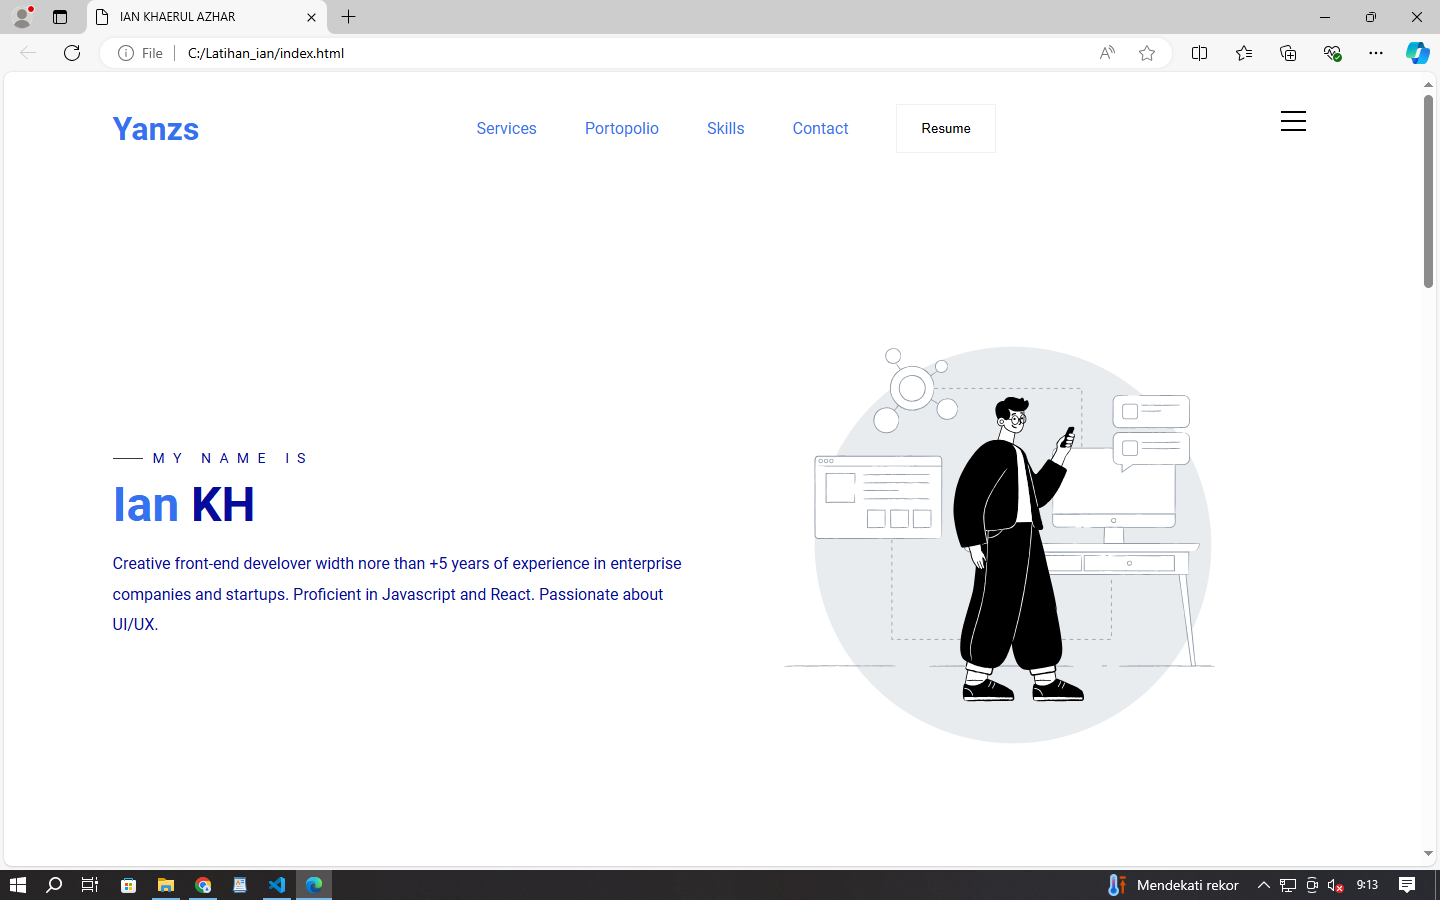 IAN KHAERUL AZHAR
File
C:/Latihan_ian/index.html
Yanzs
Services
Portopolio
Skills
Contact
Resume
MY NAME IS
Ian KH
Creative front-end develover width nore than +5 years of experience in enterprise
companies and startups. Proficient in Javascript and React. Passionate about
UI/UX.
Mendekati rekor
9:13